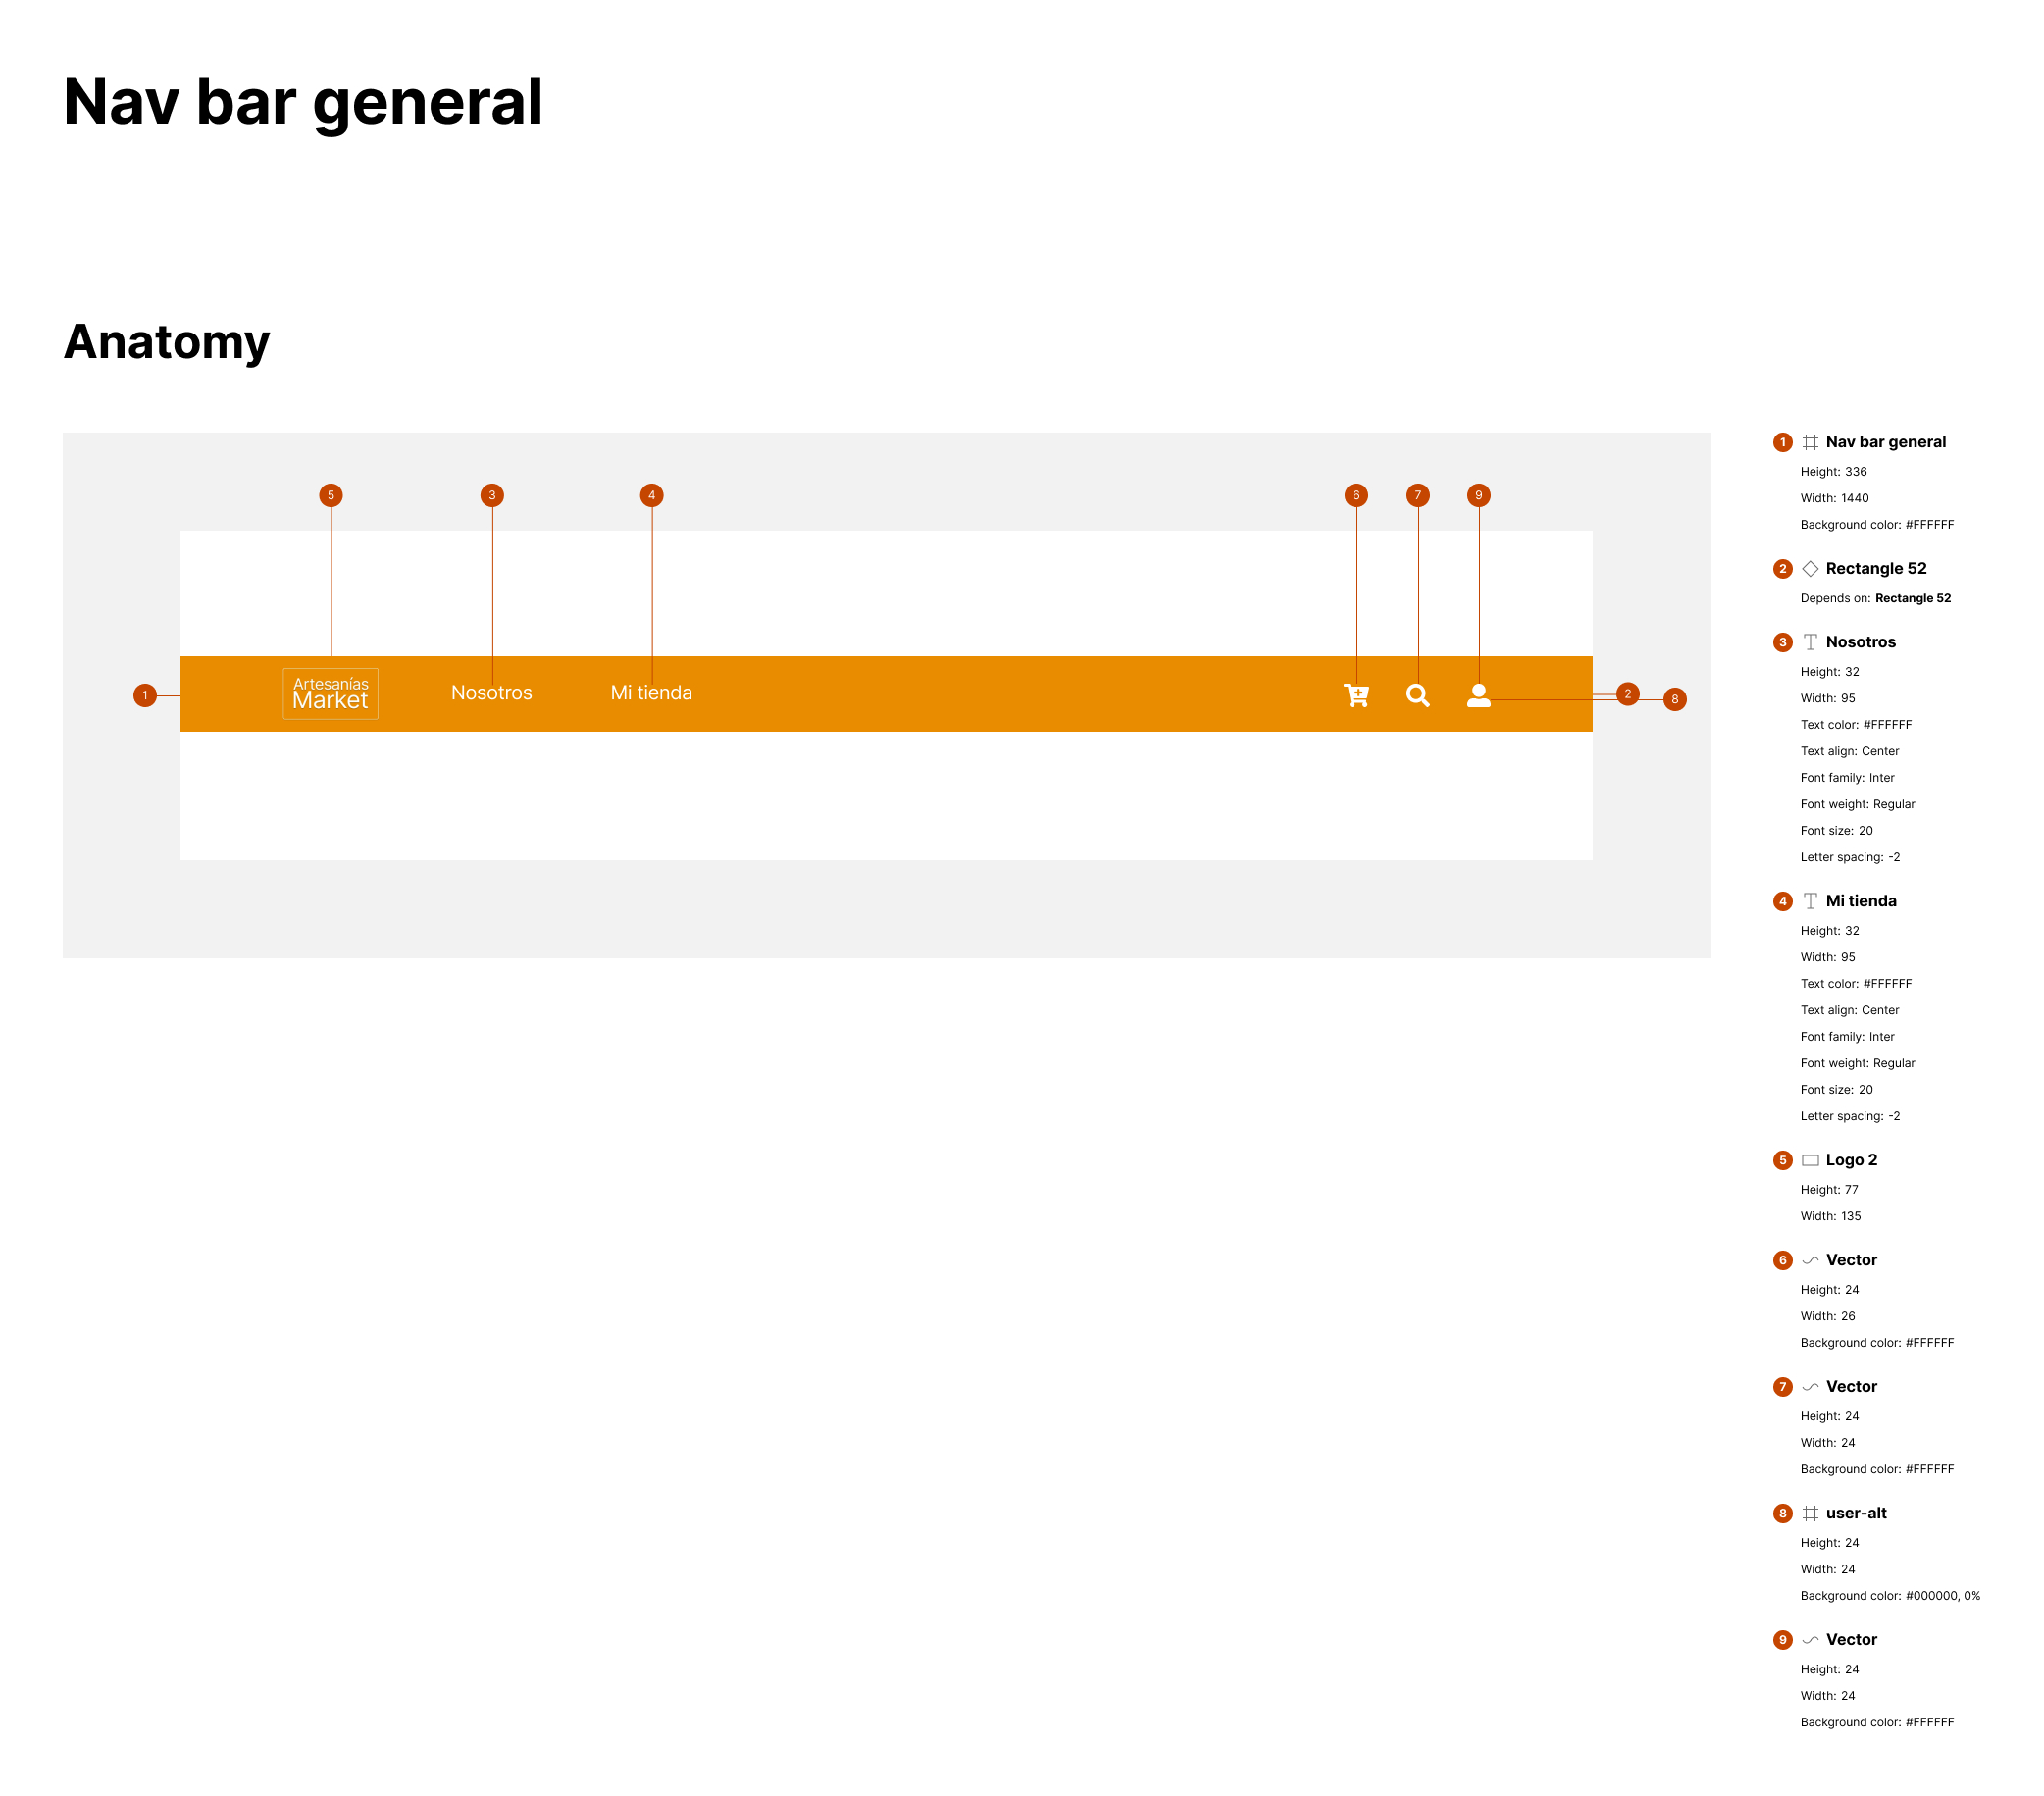 Nav bar general
Anatomy
5
3
4
6
7
9
1
Artesanías
Market
Nosotros
Mi tienda
2
8
1 Nav bar general
Height: 336
Width: 1440
Background color: #FFFFFF
2 Rectangle 52
Depends on: Rectangle 52
3 Nosotros
Height: 32
Width: 95
Text color: #FFFFFF
Text align: Center
Font family: Inter
Font weight: Regular
Font size: 20
Letter spacing: -2
4 Mi tienda
Height: 32
Width: 95
Text color: #FFFFFF
Text align: Center
Font family: Inter
Font weight: Regular
Font size: 20
Letter spacing: -2
5 Logo 2
Height: 77
Width: 135
6 Vector
Height: 24
Width: 26
Background color: #FFFFFF
7 Vector
Height: 24
Width: 24
Background color: #FFFFFF
8 user-alt
Height: 24
Width: 24
Background color: #000000, 0%
9 Vector
Height: 24
Width: 24
Background color: #FFFFFF